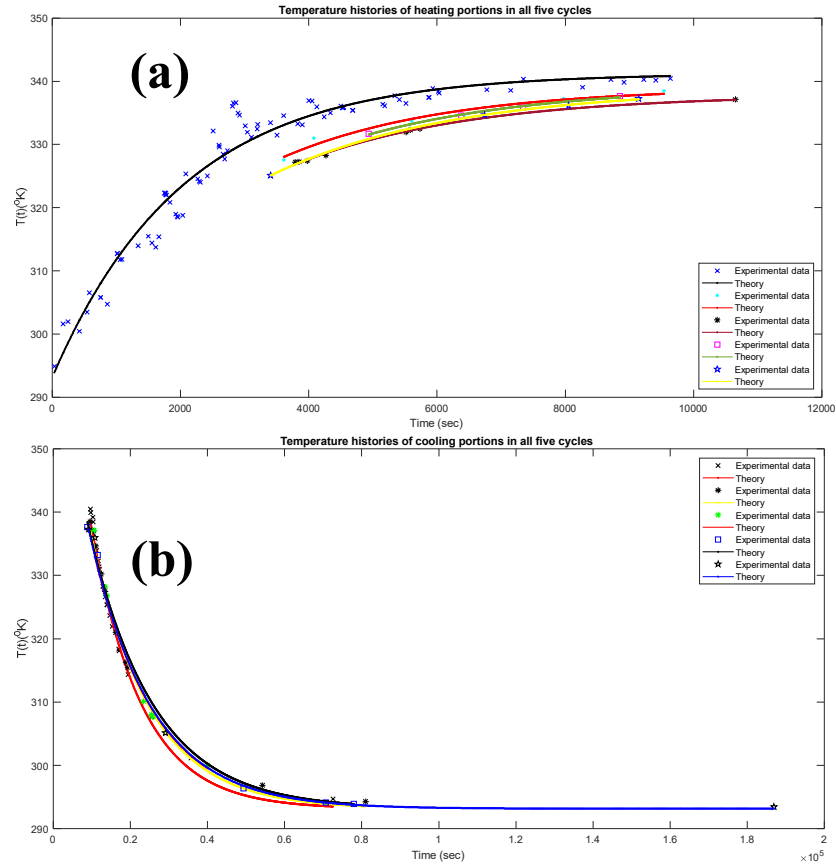 Temperature histories of heating portions in all five cycles
350
340
330
320
310
300
290
T(t)(⁰K)
(a)
Experimental data
Theory
Experimental data
Theory
Experimental data
Theory
Experimental data
Theory
Experimental data
Theory
0 2000 4000 6000 8000 10000 12000
Time (sec)
Temperature histories of cooling portions in all five cycles
350
340
330
320
310
300
290
T(t)(⁰K)
(b)
Experimental data
Theory
Experimental data
Theory
Experimental data
Theory
Experimental data
Theory
Experimental data
Theory
0 0.2 0.4 0.6 0.8 1 1.2 1.4 1.6 1.8 2
Time (sec)
×10⁵